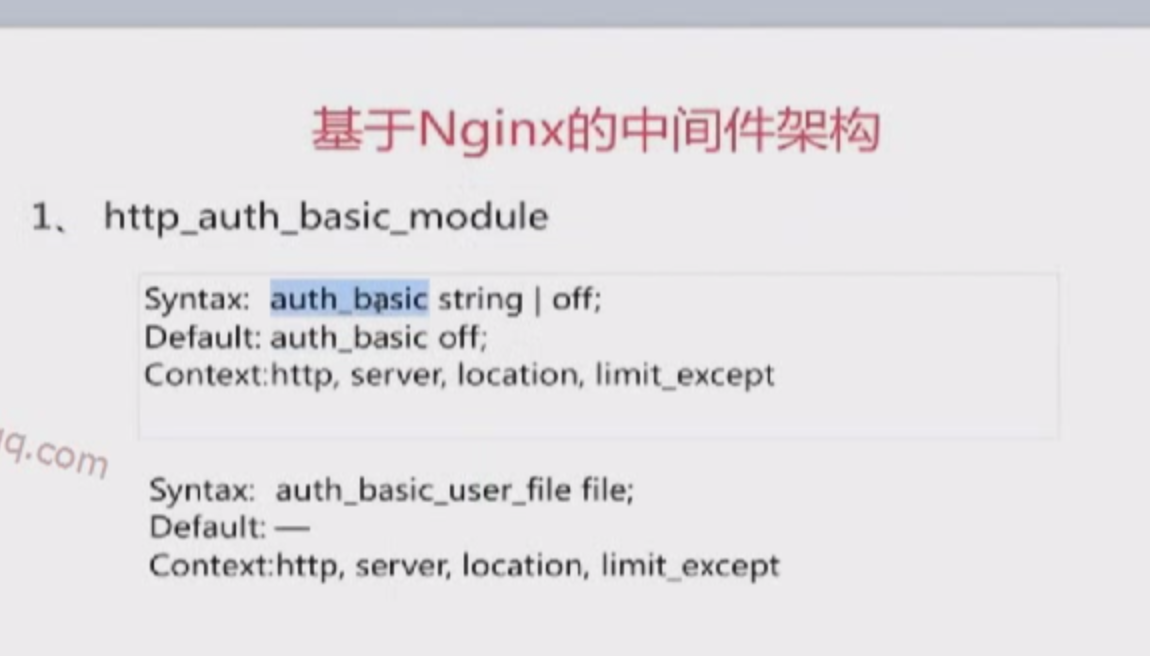 基于Nginx的中间件架构
1、 http_auth_basic_module
Syntax: auth_basic string | off;
Default: auth_basic off;
Context:http, server, location, limit_except
q.com
Syntax: auth_basic_user_file file;
Default: —
Context:http, server, location, limit_except